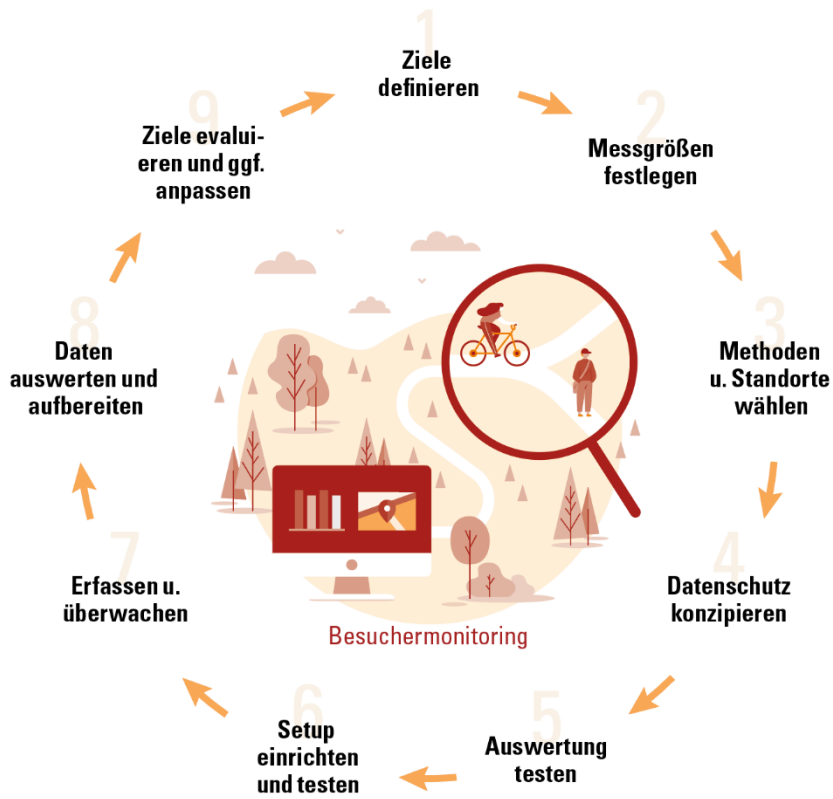 1
Ziele
definieren
2
Messgrößen
festlegen
3
Methoden
u. Standorte
wählen
4
Datenschutz
konzipieren
5
Auswertung
testen
6
Setup
einrichten
und testen
7
Erfassen u.
überwachen
8
Daten
auswerten und
aufbereiten
9
Ziele evalui-
eren und ggf.
anpassen
Besuchermonitoring